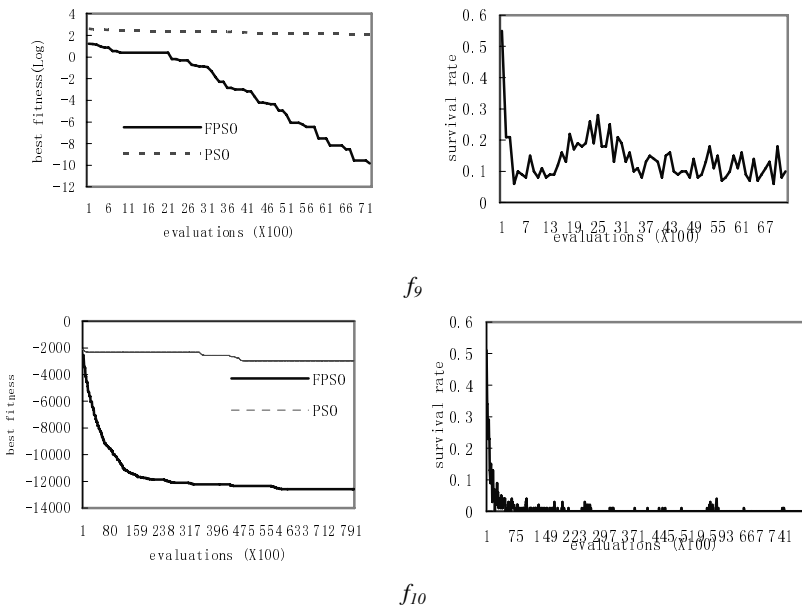 4
2
0
-2
-4
-6
-8
-10
-12
best fitness(Log)
FPSO
PSO
1 6 11 16 21 26 31 36 41 46 51 56 61 66 71
evaluations (X100)
0.6
0.5
0.4
0.3
0.2
0.1
0
survival rate
1 7 13 19 25 31 37 43 49 55 61 67
evaluations (X100)
f9
0
-2000
-4000
-6000
-8000
-10000
-12000
-14000
best fitness
FPSO
PSO
1 80 159 238 317 396 475 554 633 712 791
evaluations (X100)
0.6
0.5
0.4
0.3
0.2
0.1
0
survival rate
1 75 149 223 297 371 445 519 593 667 741
evaluations (X100)
f10